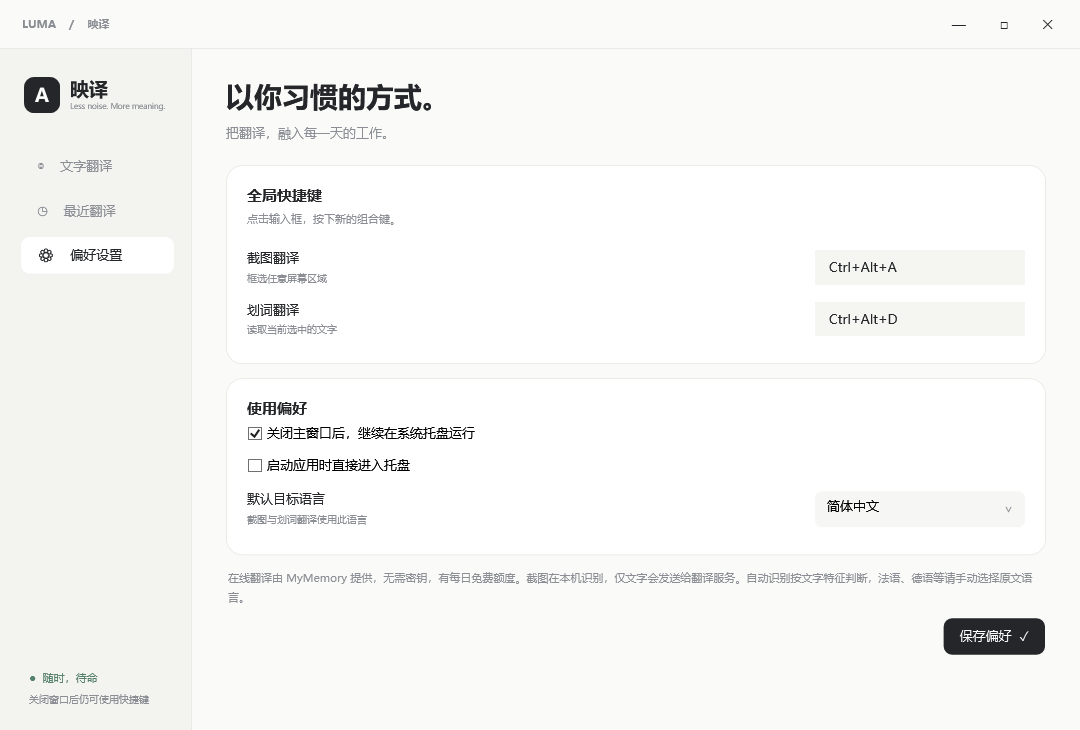 LUMA / 映译
A
映译
Less noise. More meaning.
文字翻译
最近翻译
偏好设置
随时，待命
关闭窗口后仍可使用快捷键
以你习惯的方式。
把翻译，融入每一天的工作。
全局快捷键
点击输入框，按下新的组合键。
截图翻译
框选任意屏幕区域
Ctrl+Alt+A
划词翻译
读取当前选中的文字
Ctrl+Alt+D
使用偏好
关闭主窗口后，继续在系统托盘运行
启动应用时直接进入托盘
默认目标语言
截图与划词翻译使用此语言
简体中文
在线翻译由 MyMemory 提供，无需密钥，有每日免费额度。截图在本机识别，仅文字会发送给翻译服务。自动识别按文字特征判断，法语、德语等请手动选择原文语
言。
保存偏好 ✓